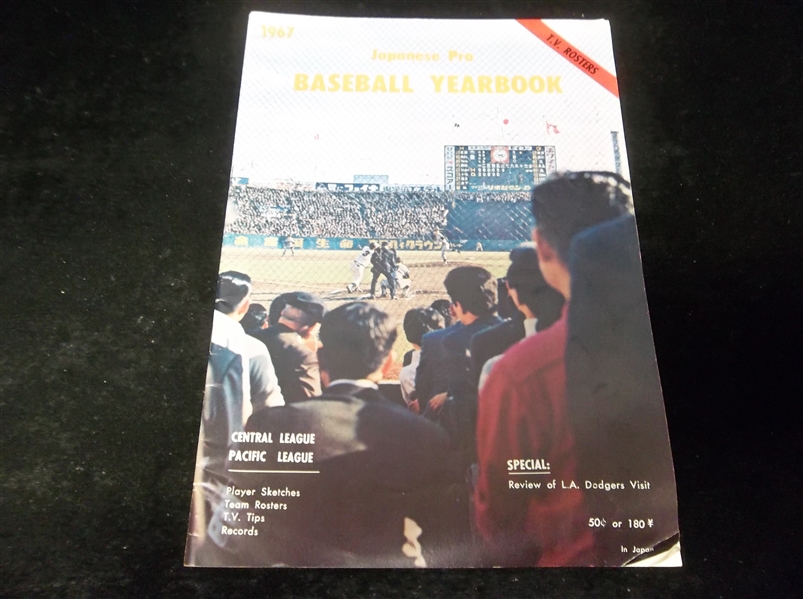 1967
T.V. ROSTERS
Japanese Pro
BASEBALL YEARBOOK
CENTRAL LEAGUE
PACIFIC LEAGUE
Player Sketches
Team Rosters
T.V. Tips
Records
SPECIAL:
Review of L.A. Dodgers Visit
50¢ or 180 ¥
In Japan